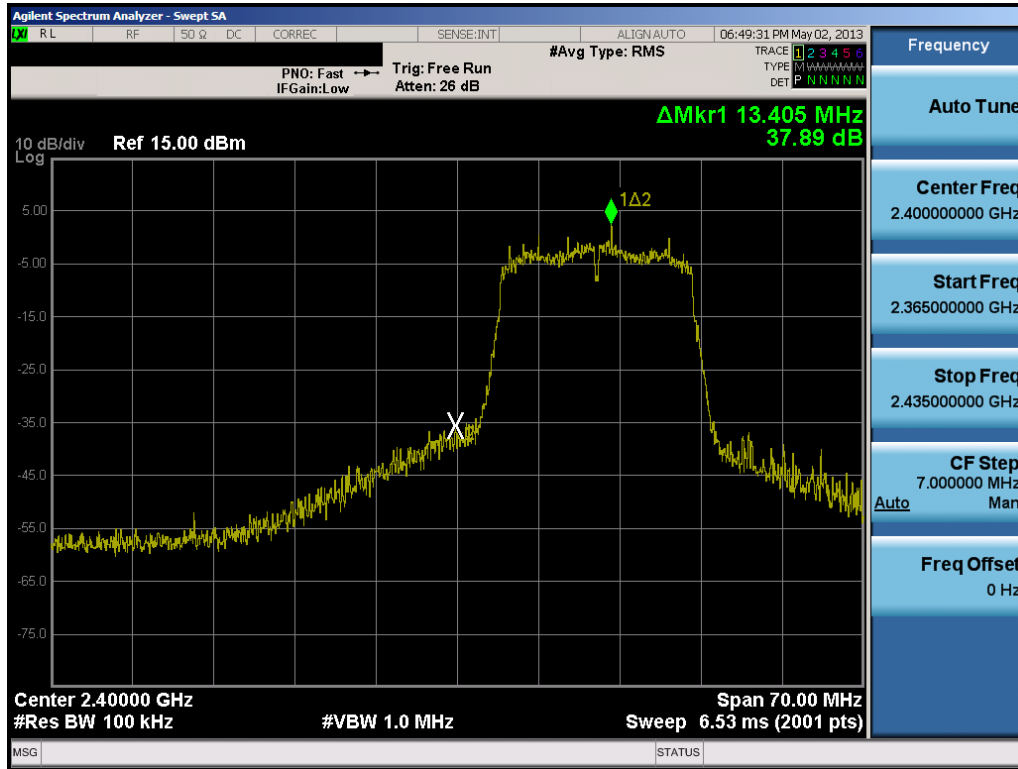 Agilent Spectrum Analyzer - Swept SA
LXI RL RF 50 Ω DC CORREC SENSE:INT ALIGNAUTO 06:49:31 PM May 02, 2013
PNO: Fast
IFGain:Low
Trig: Free Run
Atten: 26 dB
#Avg Type: RMS
TRACE 1 2 3 4 5 6
TYPE M WWWWW
DET P N N N N N
ΔMkr1 13.405 MHz
37.89 dB
10 dB/div Ref 15.00 dBm
Log
5.00
-5.00
-15.0
-25.0
-35.0
-45.0
-55.0
-65.0
-75.0
1Δ2
X
Center 2.40000 GHz Span 70.00 MHz
#Res BW 100 kHz #VBW 1.0 MHz Sweep 6.53 ms (2001 pts)
MSG STATUS
Frequency
Auto Tune
Center Freq
2.400000000 GHz
Start Freq
2.365000000 GHz
Stop Freq
2.435000000 GHz
CF Step
7.000000 MHz
Auto Man
Freq Offset
0 Hz